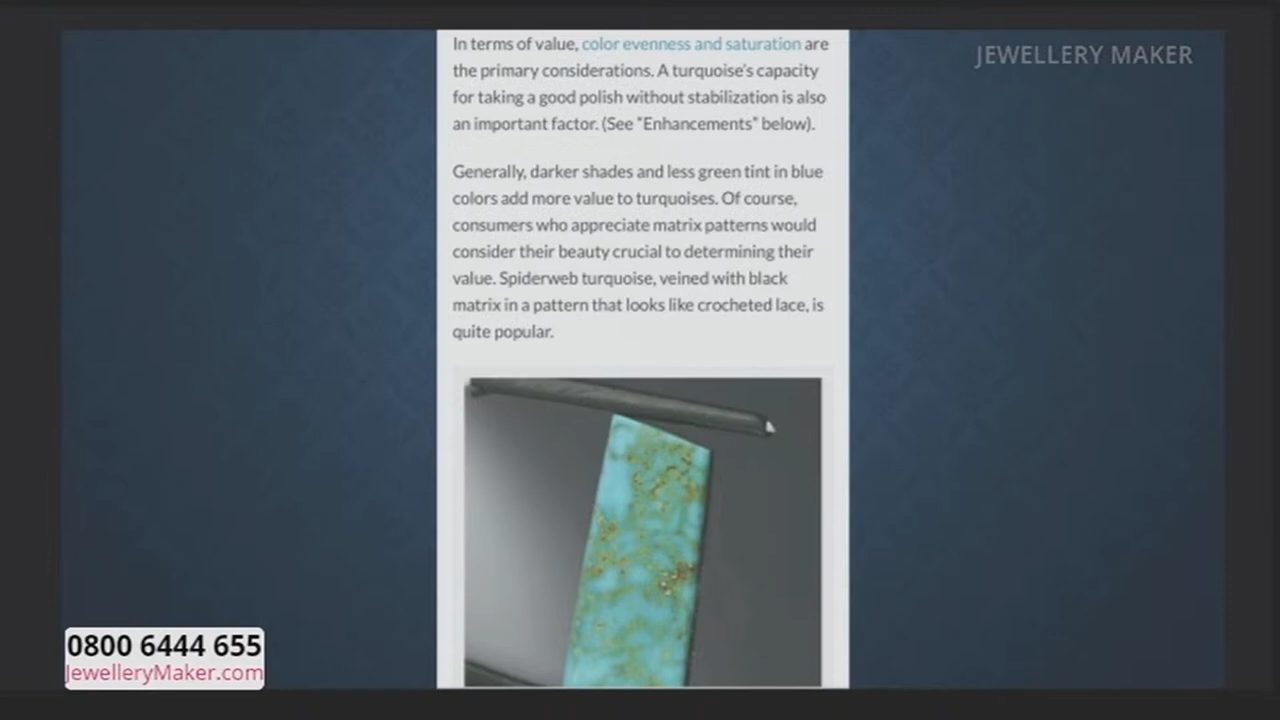 JEWELLERY MAKER
In terms of value, color evenness and saturation are
the primary considerations. A turquoise's capacity
for taking a good polish without stabilization is also
an important factor. (See "Enhancements" below).
Generally, darker shades and less green tint in blue
colors add more value to turquoises. Of course,
consumers who appreciate matrix patterns would
consider their beauty crucial to determining their
value. Spiderweb turquoise, veined with black
matrix in a pattern that looks like crocheted lace, is
quite popular.
0800 6444 655
JewelleryMaker.com